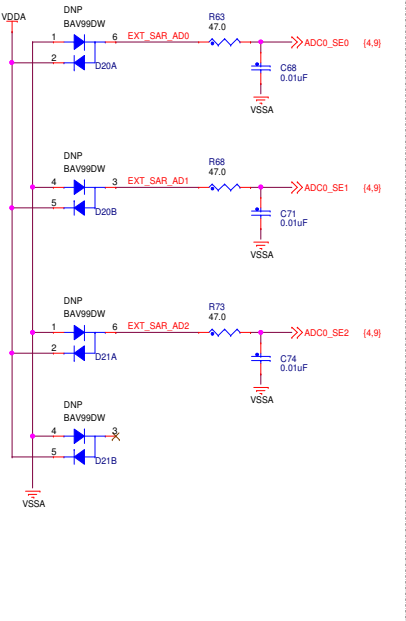 VDDA
DNP
BAV99DW
1
6
EXT_SAR_AD0
2
D20A
R63
47.0
ADC0_SE0 {4,9}
C68
0.01uF
VSSA
DNP
BAV99DW
4
3
EXT_SAR_AD1
5
D20B
R68
47.0
ADC0_SE1 {4,9}
C71
0.01uF
VSSA
DNP
BAV99DW
1
6
EXT_SAR_AD2
2
D21A
R73
47.0
ADC0_SE2 {4,9}
C74
0.01uF
VSSA
DNP
BAV99DW
4
3
5
D21B
VSSA